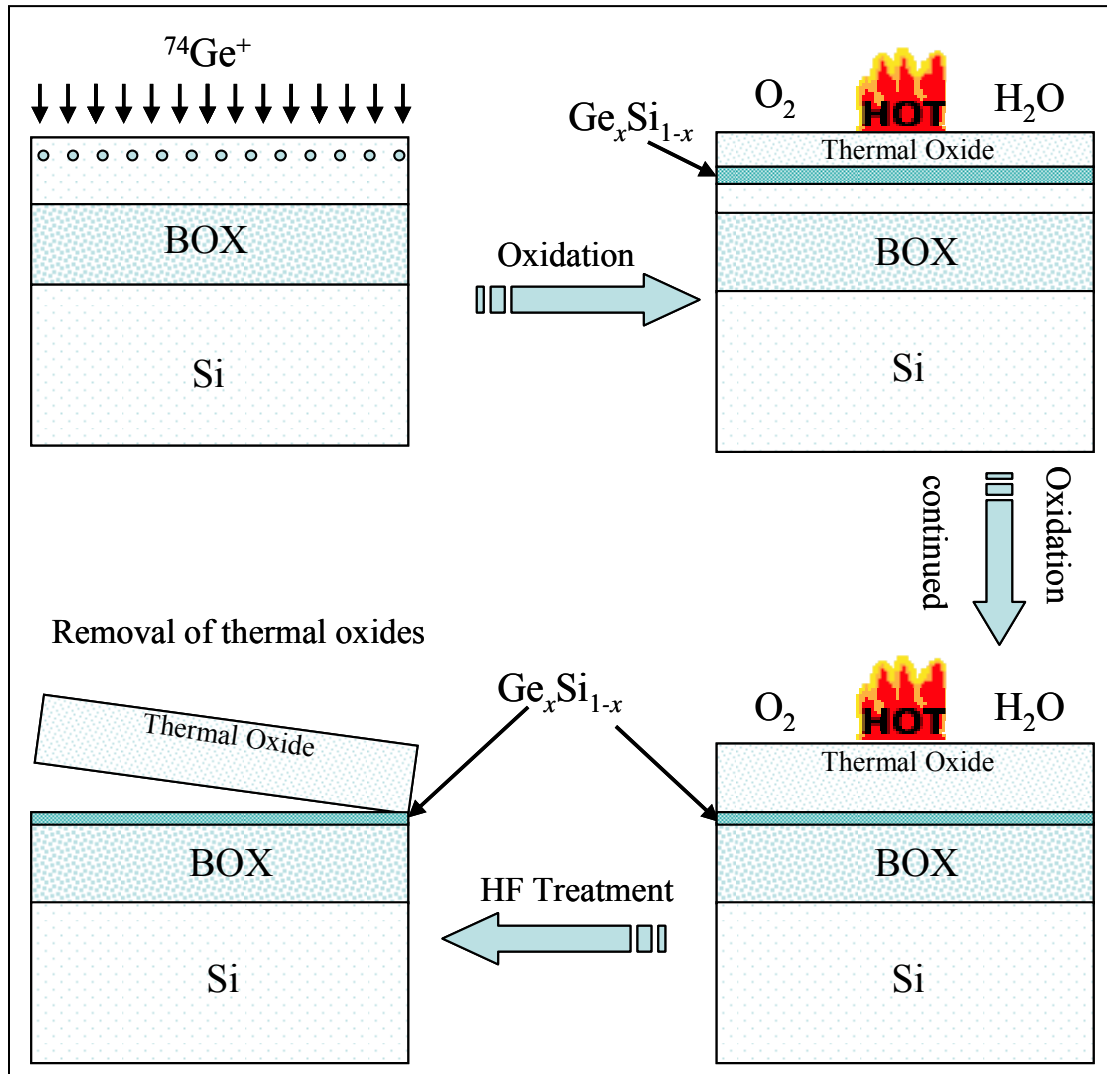 ⁷⁴Ge⁺
BOX
Si
Oxidation
GeₓSi₁₋ₓ
O₂
HOT
H₂O
Thermal Oxide
BOX
Si
Oxidation
continued
O₂
HOT
H₂O
Thermal Oxide
BOX
Si
GeₓSi₁₋ₓ
HF Treatment
Removal of thermal oxides
Thermal Oxide
BOX
Si